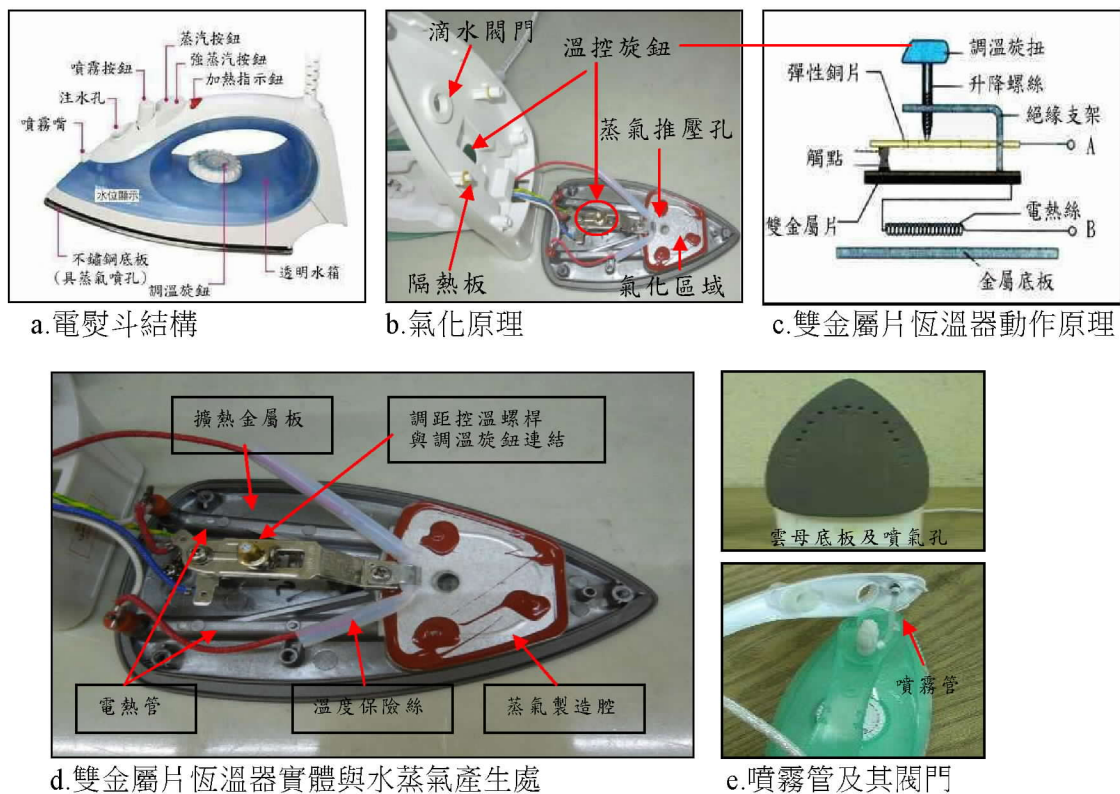 蒸汽按鈕
強蒸汽按鈕
噴霧按鈕
加熱指示鈕
注水孔
噴霧嘴
水位顯示
不鏽鋼底板
(具蒸氣噴孔)
調溫旋鈕
透明水箱
a.電熨斗結構
滴水閥門
溫控旋鈕
蒸氣推壓孔
隔熱板
氣化區域
b.氣化原理
調溫旋扭
彈性銅片
升降螺絲
絕緣支架
A
觸點
雙金屬片
電熱絲
B
金屬底板
c.雙金屬片恆溫器動作原理
擴熱金屬板
調距控溫螺桿
與調溫旋鈕連結
電熱管
溫度保險絲
蒸氣製造腔
d.雙金屬片恆溫器實體與水蒸氣產生處
雲母底板及噴氣孔
噴霧管
e.噴霧管及其閥門